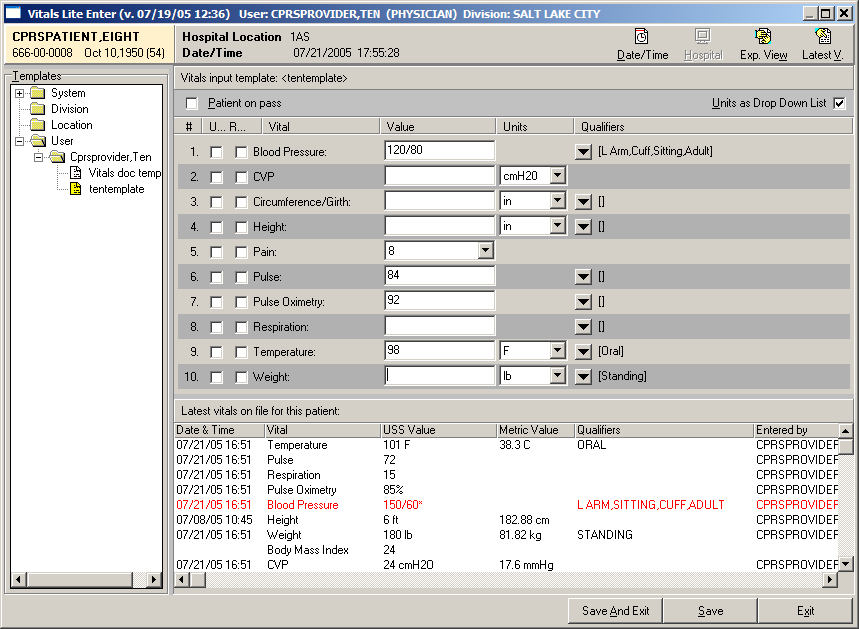 Vitals Lite Enter (v. 07/19/05 12:36) User: CPRSPROVIDER,TEN (PHYSICIAN) Division: SALT LAKE CITY
CPRSPATIENT,EIGHT
666-00-0008 Oct 10,1950 (54)
Hospital Location 1AS
Date/Time 07/21/2005 17:55:28
Date/Time Hospital Exp. View Latest V.
Templates
System
Division
Location
User
Cprsprovider,Ten
Vitals doc temp
tentemplate
Vitals input template: <tentemplate>
Patient on pass Units as Drop Down List
# U... R... Vital Value Units Qualifiers
1. Blood Pressure: 120/80 [L Arm,Cuff,Sitting,Adult]
2. CVP cmH20
3. Circumference/Girth: in []
4. Height: in []
5. Pain: 8
6. Pulse: 84 []
7. Pulse Oximetry: 92 []
8. Respiration: []
9. Temperature: 98 F [Oral]
10. Weight: lb [Standing]
Latest vitals on file for this patient:
Date & Time Vital USS Value Metric Value Qualifiers Entered by
07/21/05 16:51 Temperature 101 F 38.3 C ORAL CPRSPROVIDER
07/21/05 16:51 Pulse 72 CPRSPROVIDER
07/21/05 16:51 Respiration 15 CPRSPROVIDER
07/21/05 16:51 Pulse Oximetry 85% CPRSPROVIDER
07/21/05 16:51 Blood Pressure 150/60* L ARM,SITTING,CUFF,ADULT CPRSPROVIDER
07/08/05 10:45 Height 6 ft 182.88 cm CPRSPROVIDER
07/21/05 16:51 Weight 180 lb 81.82 kg STANDING CPRSPROVIDER
Body Mass Index 24
07/21/05 16:51 CVP 24 cmH2O 17.6 mmHg CPRSPROVIDER
Save And Exit Save Exit